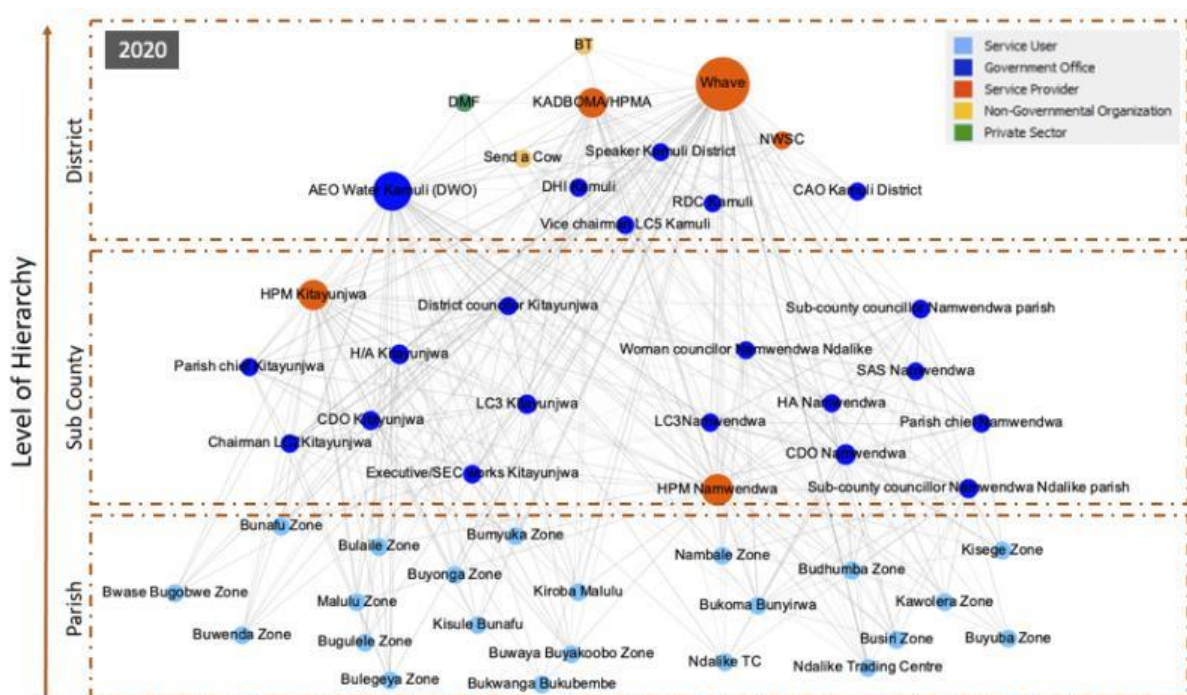 2020
Service User
Government Office
Service Provider
Non-Governmental Organization
Private Sector
Level of Hierarchy
District
BT
Whave
DMF
KADBOMA/HPMA
NWSC
Speaker Kamuli District
Send a Cow
AEO Water Kamuli (DWO)
DHI Kamuli
RDC Kamuli
CAO Kamuli District
Vice chairman LC5 Kamuli
Sub County
HPM Kitayunjwa
District councilor Kitayunjwa
Sub-county councillor Namwendwa parish
H/A Kitayunjwa
Woman councilor Namwendwa Ndalike
Parish chief Kitayunjwa
SAS Namwendwa
LC3 Kitayunjwa
HA Namwendwa
CDO Kitayunjwa
LC3Namwendwa
Parish chief Namwendwa
Chairman LC2 Kitayunjwa
CDO Namwendwa
Executive/SEC works Kitayunjwa
HPM Namwendwa
Sub-county councillor Namwendwa Ndalike parish
Parish
Bunafu Zone
Bumyuka Zone
Bulaile Zone
Nambale Zone
Kisege Zone
Buyonga Zone
Budhumba Zone
Bwase Bugobwe Zone
Kiroba Malulu
Malulu Zone
Bukoma Bunyirwa
Kawolera Zone
Kisule Bunafu
Buwenda Zone
Bugulele Zone
Busiri Zone
Buyuba Zone
Buwaya Buyakoobo Zone
Ndalike TC
Ndalike Trading Centre
Bulegeya Zone
Bukwanga Bukubembe